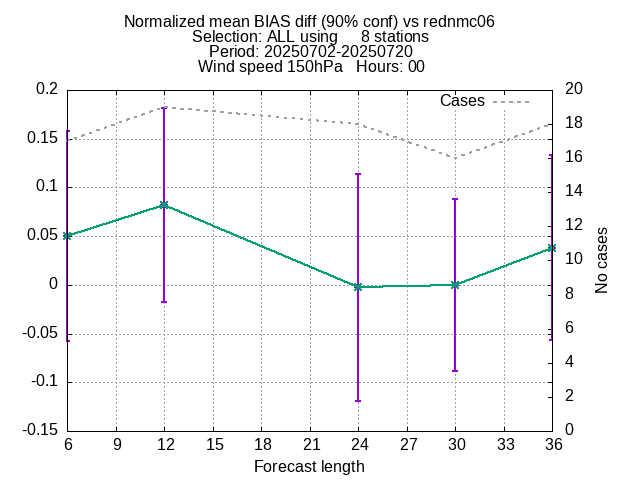 Normalized mean BIAS diff (90% conf) vs rednmc06
Selection: ALL using     8 stations
Period: 20250702-20250720
Wind speed 150hPa   Hours: 00
0.2
0.15
0.1
0.05
0
-0.05
-0.1
-0.15
Cases
20
18
16
14
12
10
8
6
4
2
0
No cases
6 9 12 15 18 21 24 27 30 33 36
Forecast length